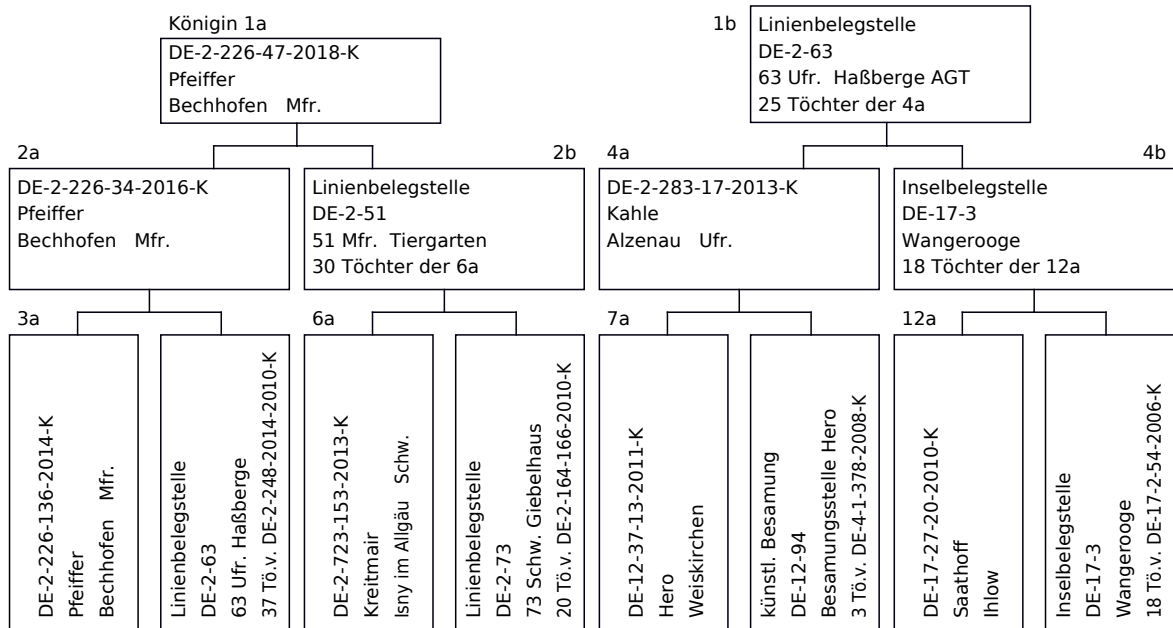 Königin 1a
DE-2-226-47-2018-K
Pfeiffer
Bechhofen Mfr.
1b
Linienbelegstelle
DE-2-63
63 Ufr. Haßberge AGT
25 Töchter der 4a
2a
DE-2-226-34-2016-K
Pfeiffer
Bechhofen Mfr.
2b
Linienbelegstelle
DE-2-51
51 Mfr. Tiergarten
30 Töchter der 6a
4a
DE-2-283-17-2013-K
Kahle
Alzenau Ufr.
4b
Inselbelegstelle
DE-17-3
Wangerooge
18 Töchter der 12a
3a
DE-2-226-136-2014-K
Pfeiffer
Bechhofen Mfr.
Linienbelegstelle
DE-2-63
63 Ufr. Haßberge
37 Tö.v. DE-2-248-2014-2010-K
6a
DE-2-723-153-2013-K
Kreitmair
Isny im Allgäu Schw.
Linienbelegstelle
DE-2-73
73 Schw. Giebelhaus
20 Tö.v. DE-2-164-166-2010-K
7a
DE-12-37-13-2011-K
Hero
Weiskirchen
künstl. Besamung
DE-12-94
Besamungsstelle Hero
3 Tö.v. DE-4-1-378-2008-K
12a
DE-17-27-20-2010-K
Saathoff
Ihlow
Inselbelegstelle
DE-17-3
Wangerooge
18 Tö.v. DE-17-2-54-2006-K